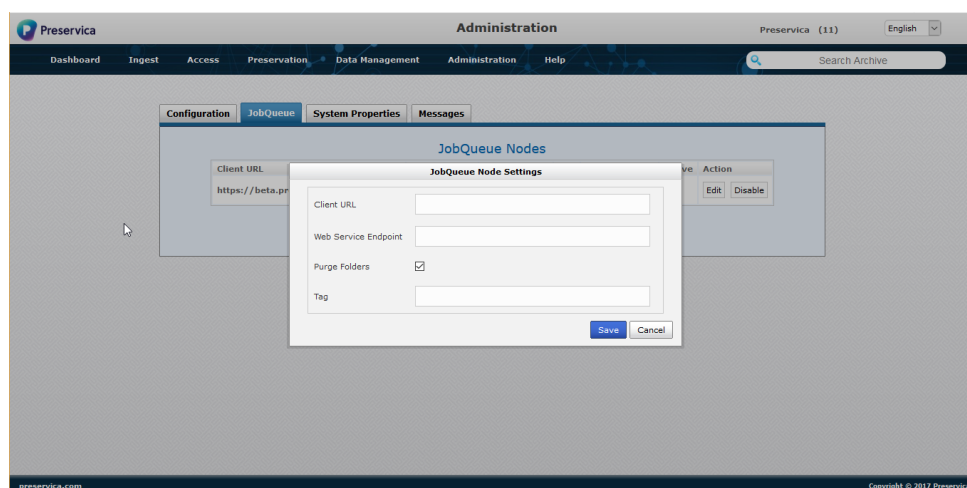 Preservica
Administration
Preservica (11)
English
Dashboard Ingest Access Preservation Data Management Administration Help
Search Archive
Configuration JobQueue System Properties Messages
JobQueue Nodes
Client URL
ve Action
JobQueue Node Settings
https://beta.pr
Edit Disable
Client URL
Web Service Endpoint
Purge Folders
Tag
Save Cancel
preservica.com
Copyright © 2017 Preservic